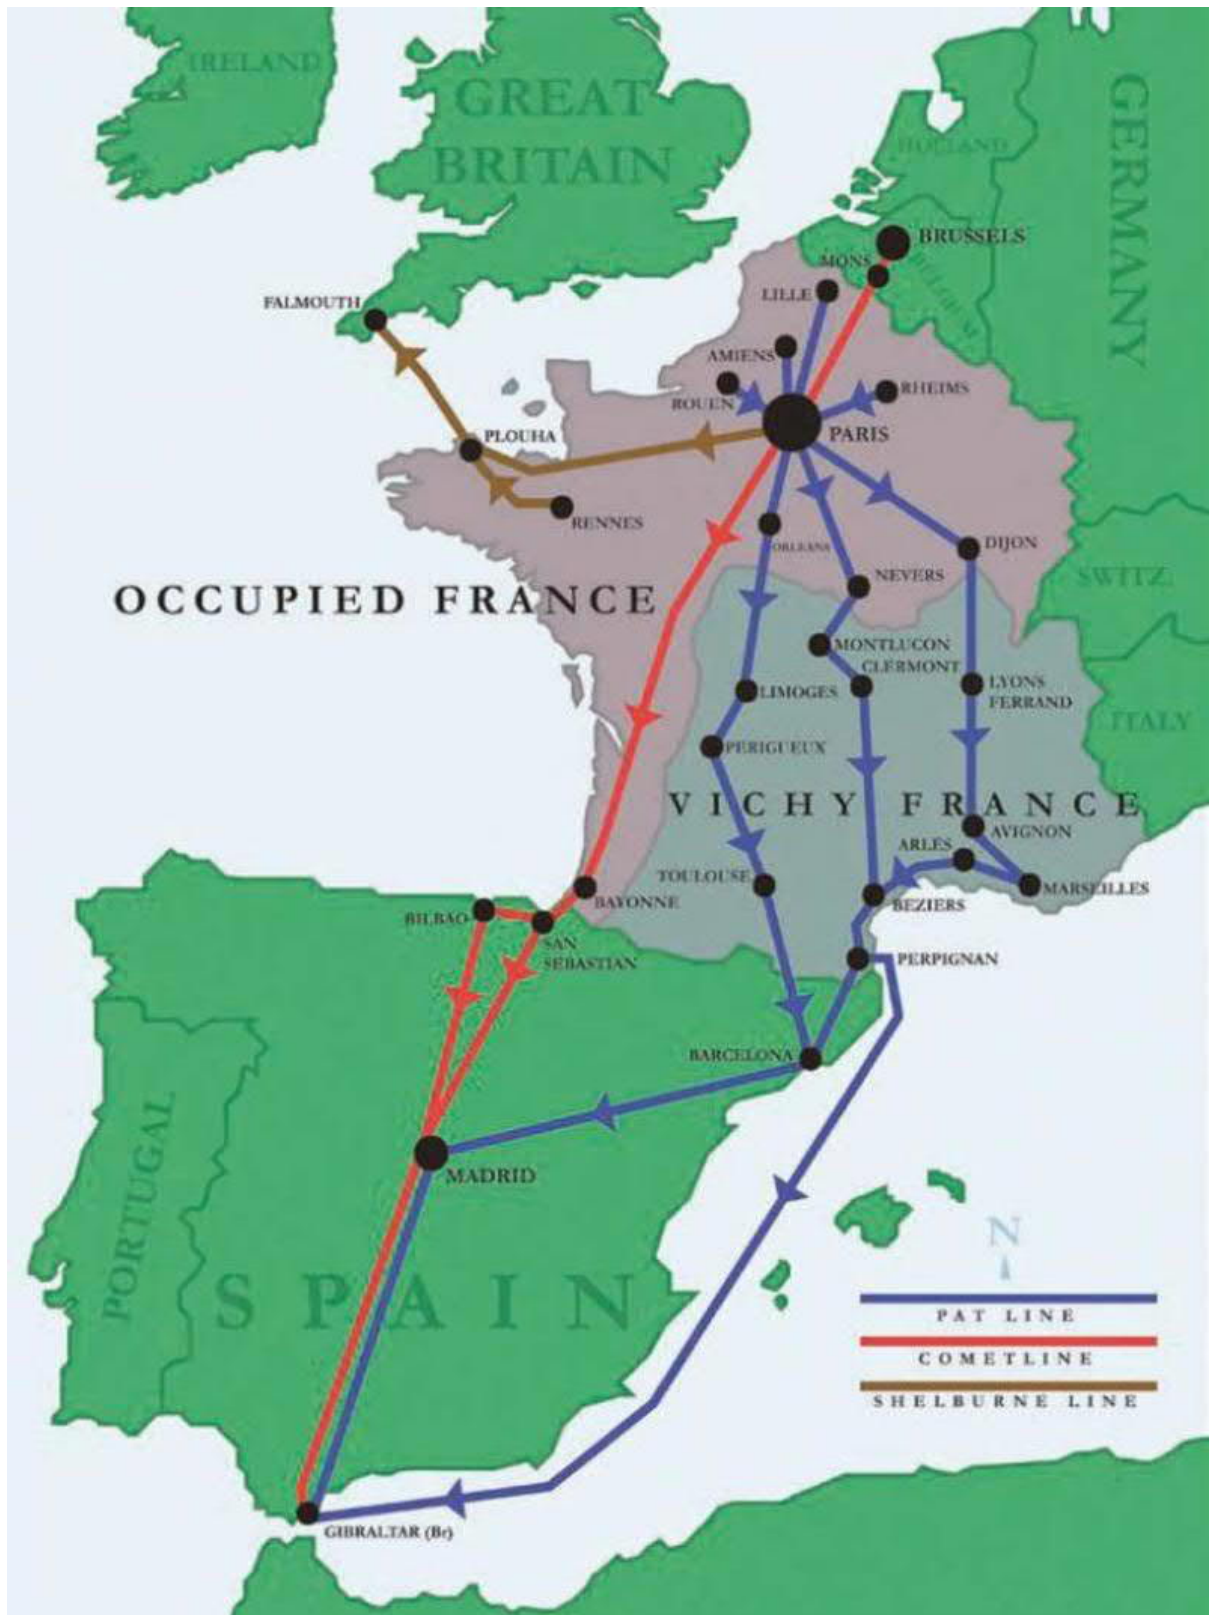 IRELAND
GREAT
BRITAIN
GERMANY
HOLLAND
BRUSSELS
MONS
BELGIUM
LILLE
FALMOUTH
AMIENS
RHEIMS
ROUEN
PARIS
PLOUHA
RENNES
ORLEANS
DIJON
NEVERS
SWITZ
OCCUPIED FRANCE
MONTLUCON
CLERMONT
LIMOGES
LYONS
FERRAND
ITALY
PERIGUEUX
VICHY FRANCE
AVIGNON
ARLES
TOULOUSE
MARSEILLES
BAYONNE
BEZIERS
BILBAO
SAN
SEBASTIAN
PERPIGNAN
BARCELONA
PORTUGAL
MADRID
N
SPAIN
PAT LINE
COMETLINE
SHELBURNE LINE
GIBRALTAR (Br)